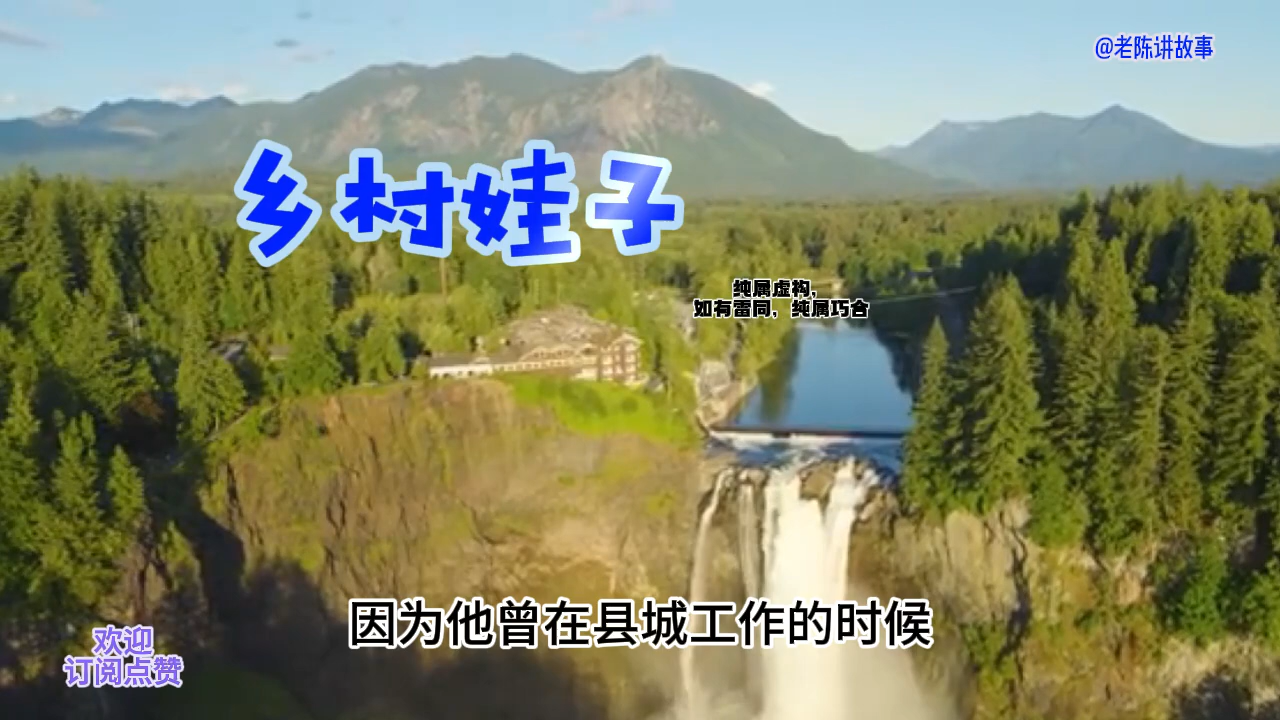 @老陈讲故事
乡村娃子
纯属虚构，
如有雷同，纯属巧合
因为他曾在县城工作的时候
欢迎
订阅点赞